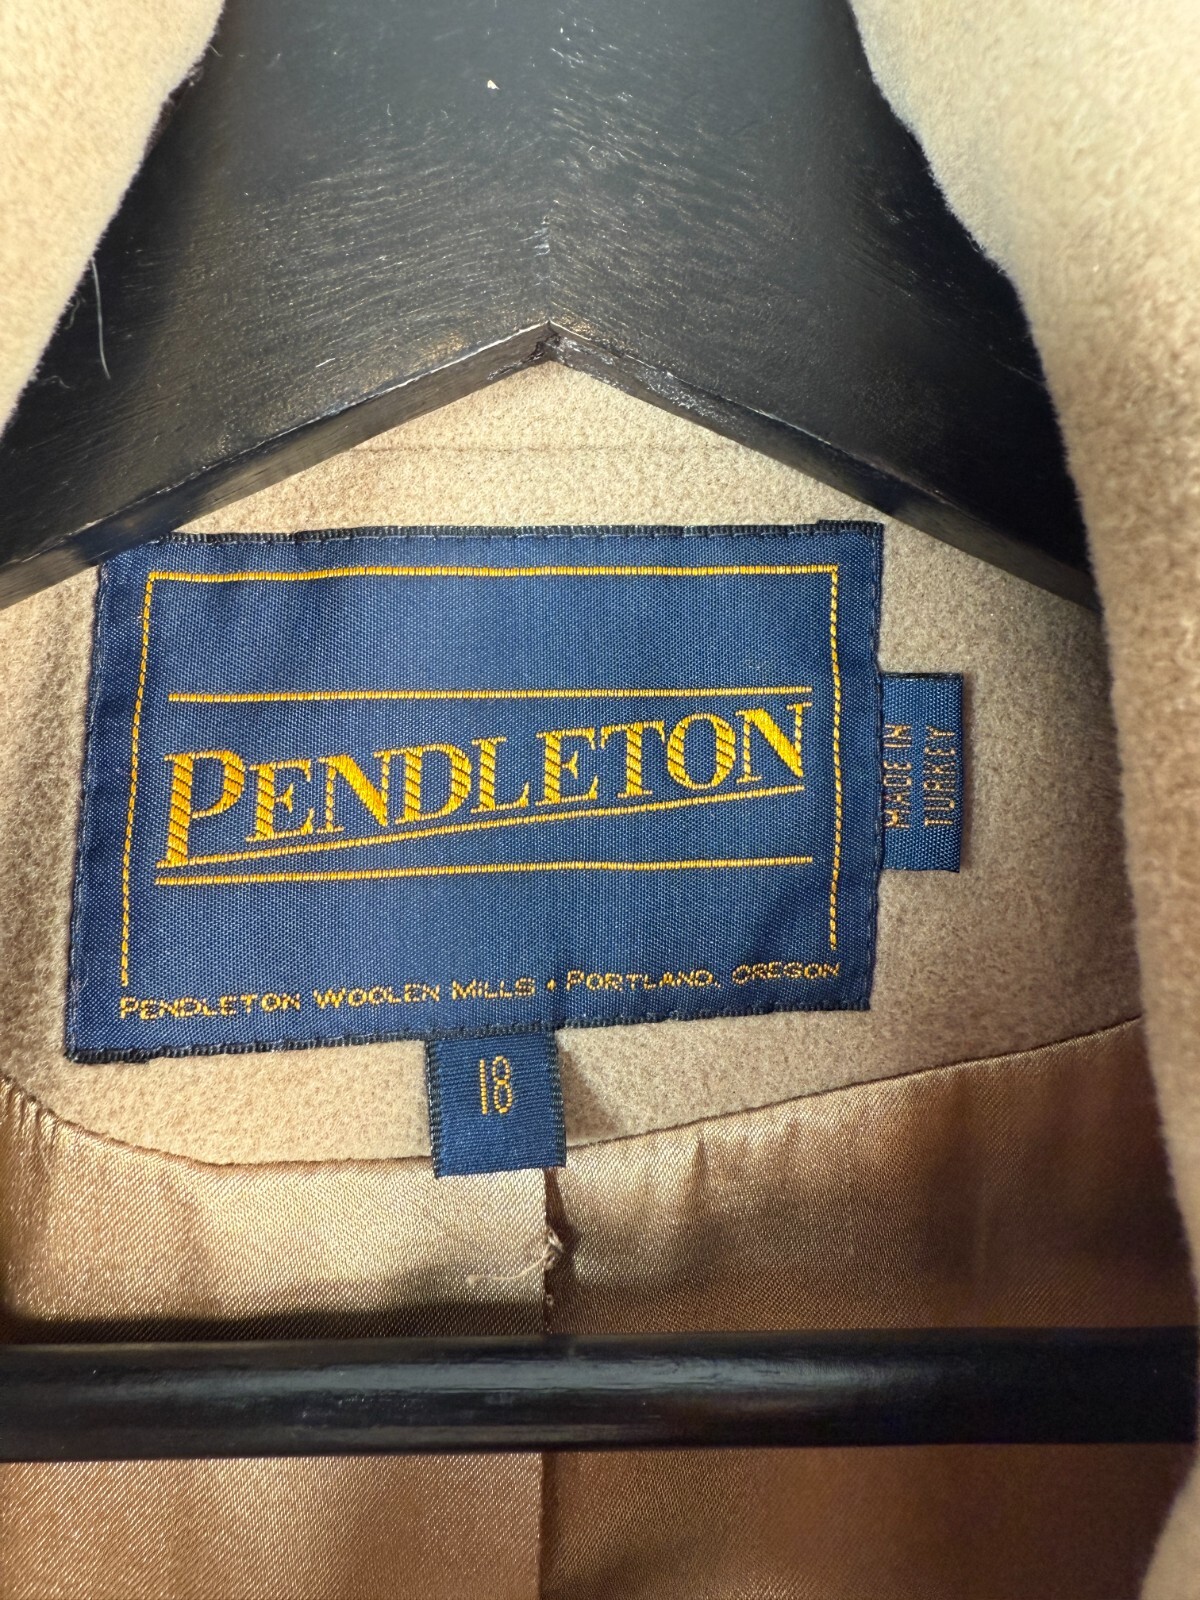 PENDLETON
PENDLETON WOOLEN MILLS • PORTLAND, OREGON
MADE IN
TURKEY
18